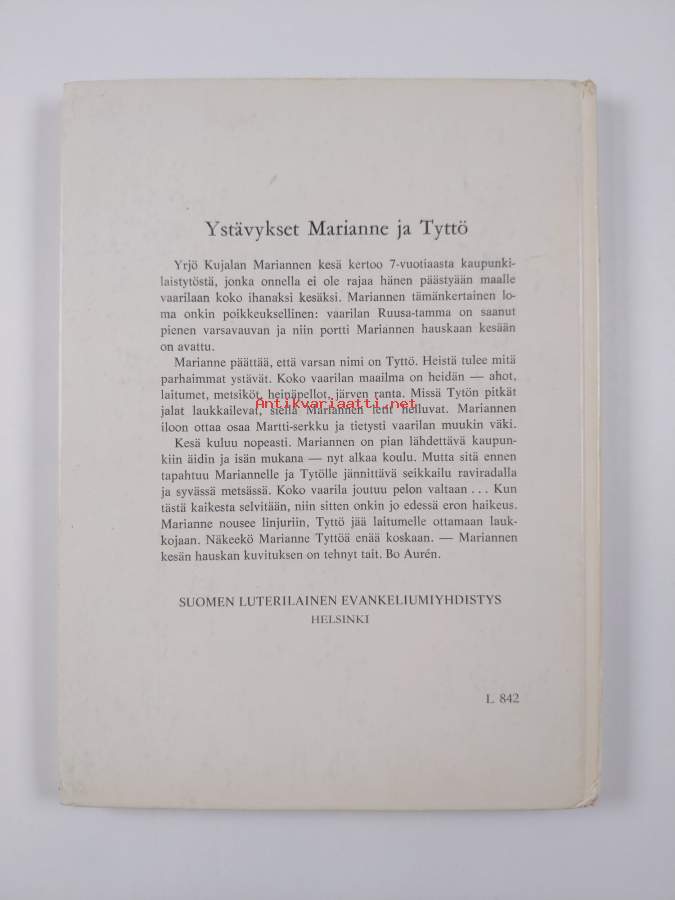 Ystävykset Marianne ja Tyttö
Yrjö Kujalan Mariannen kesä kertoo 7-vuotiaasta kaupunki-
laistytöstä, jonka onnella ei ole rajaa hänen päästyään maalle
vaarilaan koko ihanaksi kesäksi. Mariannen tämänkertainen lo-
ma onkin poikkeuksellinen: vaarilan Ruusa-tamma on saanut
pienen varsavauvan ja niin portti Mariannen hauskaan kesään
on avattu.
Marianne päättää, että varsan nimi on Tyttö. Heistä tulee mitä
parhaimmat ystävät. Koko vaarilan maailma on heidän — ahot,
laitumet, metsiköt, heinäpellot, järven ranta. Missä Tytön pitkät
Antikvariaatti.net
jalat laukkailevat, siellä Mariannen letit heiluvat. Mariannen
iloon ottaa osaa Martti-serkku ja tietysti vaarilan muukin väki.
Kesä kuluu nopeasti. Mariannen on pian lähdettävä kaupun-
kiin äidin ja isän mukana — nyt alkaa koulu. Mutta sitä ennen
tapahtuu Mariannelle ja Tytölle jännittävä seikkailu raviradalla
ja syvässä metsässä. Koko vaarila joutuu pelon valtaan . . . Kun
tästä kaikesta selvitään, niin sitten onkin jo edessä eron haikeus.
Marianne nousee linjuriin, Tyttö jää laitumelle ottamaan lauk-
kojaan. Näkeekö Marianne Tyttöä enää koskaan. — Mariannen
kesän hauskan kuvituksen on tehnyt tait. Bo Aurén.
SUOMEN LUTERILAINEN EVANKELIUMIYHDISTYS
HELSINKI
L 842